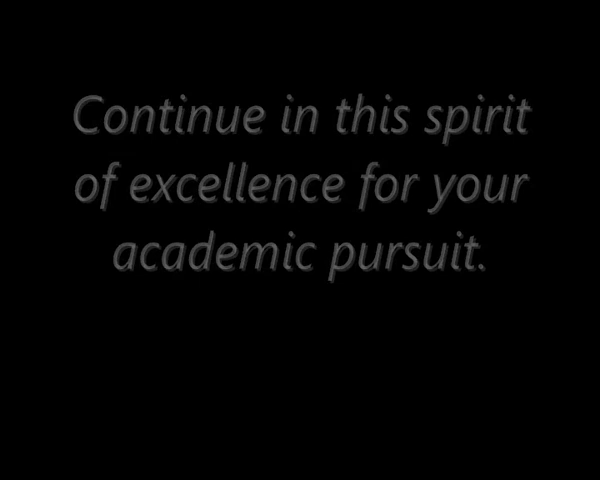 Continue in this spirit
of excellence for your
academic pursuit.